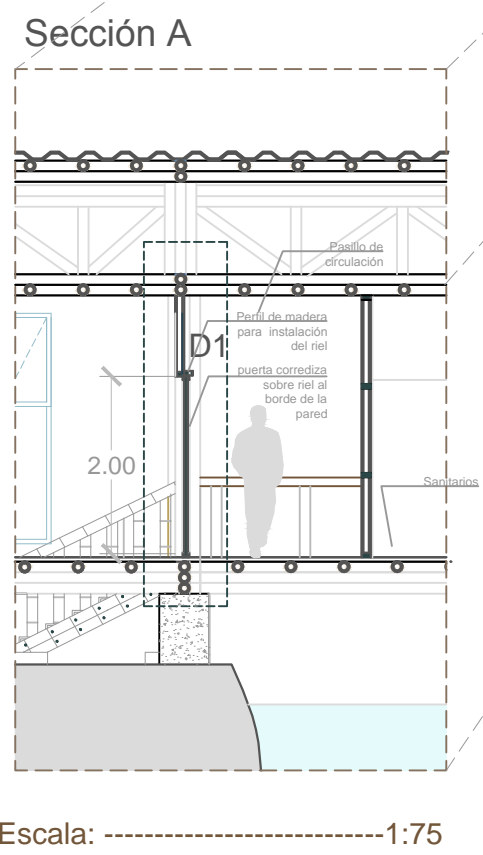 Sección A
Pasillo de
circulación
Perfil de madera
para instalación
del riel
D1
puerta corrediza
sobre riel al
borde de la
pared
2.00
Sanitarios
Escala: ----------------------------1:75